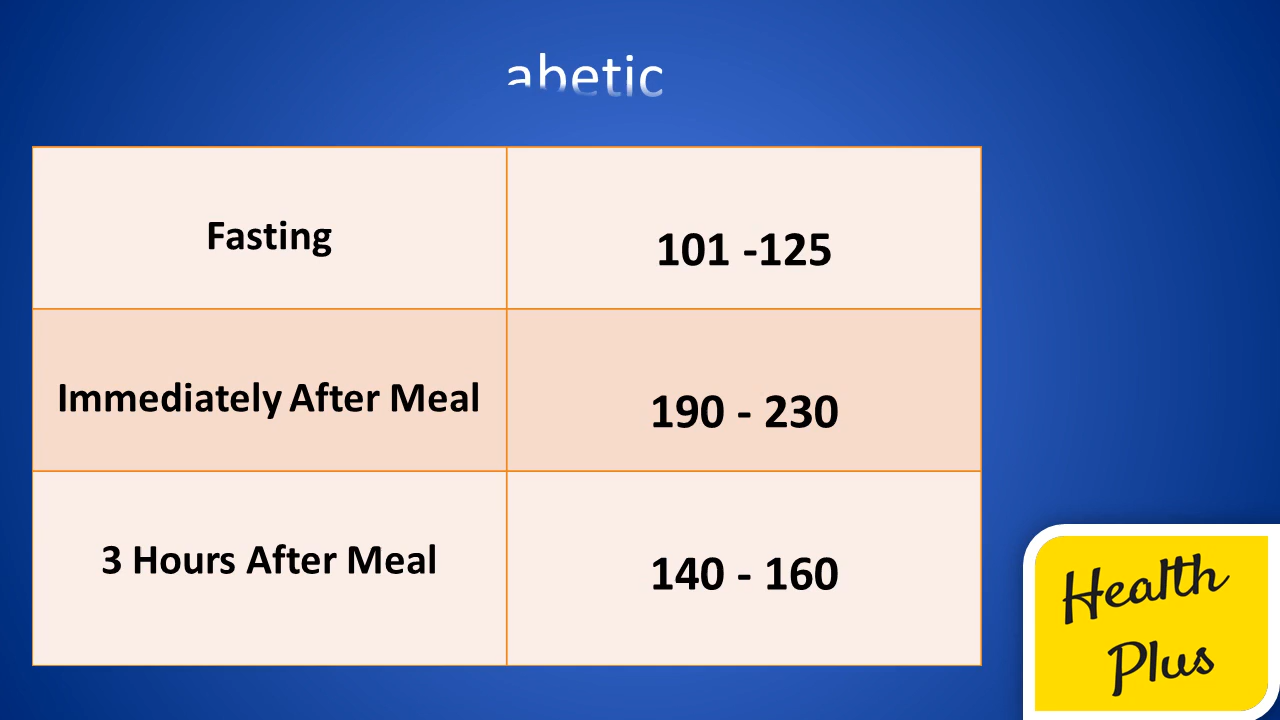 abetic
Fasting
101 -125
Immediately After Meal
190 - 230
3 Hours After Meal
140 - 160
Health
Plus